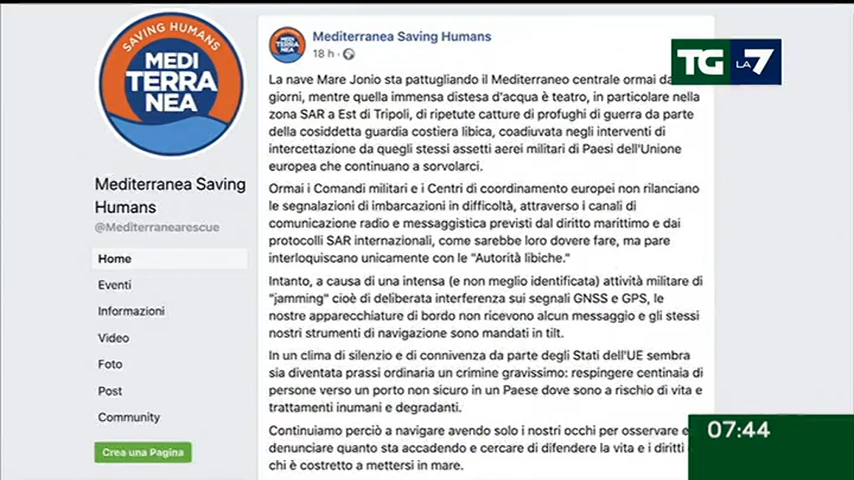 SAVING HUMANS
MEDI
TERRA
NEA
Mediterranea Saving
Humans
@Mediterranearescue
Home
Eventi
Informazioni
Video
Foto
Post
Community
Crea una Pagina
MEDI
TERRA
NEA
Mediterranea Saving Humans
18 h ·
La nave Mare Jonio sta pattugliando il Mediterraneo centrale ormai da
giorni, mentre quella immensa distesa d'acqua è teatro, in particolare nella
zona SAR a Est di Tripoli, di ripetute catture di profughi di guerra da parte
della cosiddetta guardia costiera libica, coadiuvata negli interventi di
intercettazione da quegli stessi assetti aerei militari di Paesi dell'Unione
europea che continuano a sorvolarci.
Ormai i Comandi militari e i Centri di coordinamento europei non rilanciano
le segnalazioni di imbarcazioni in difficoltà, attraverso i canali di
comunicazione radio e messaggistica previsti dal diritto marittimo e dai
protocolli SAR internazionali, come sarebbe loro dovere fare, ma pare
interloquiscano unicamente con le "Autorità libiche."
Intanto, a causa di una intensa (e non meglio identificata) attività militare di
"jamming" cioè di deliberata interferenza sui segnali GNSS e GPS, le
nostre apparecchiature di bordo non ricevono alcun messaggio e gli stessi
nostri strumenti di navigazione sono mandati in tilt.
In un clima di silenzio e di connivenza da parte degli Stati dell'UE sembra
sia diventata prassi ordinaria un crimine gravissimo: respingere centinaia di
persone verso un porto non sicuro in un Paese dove sono a rischio di vita e
trattamenti inumani e degradanti.
Continuiamo perciò a navigare avendo solo i nostri occhi per osservare e
denunciare quanto sta accadendo e cercare di difendere la vita e i diritti
chi è costretto a mettersi in mare.
TG LA 7
07:44